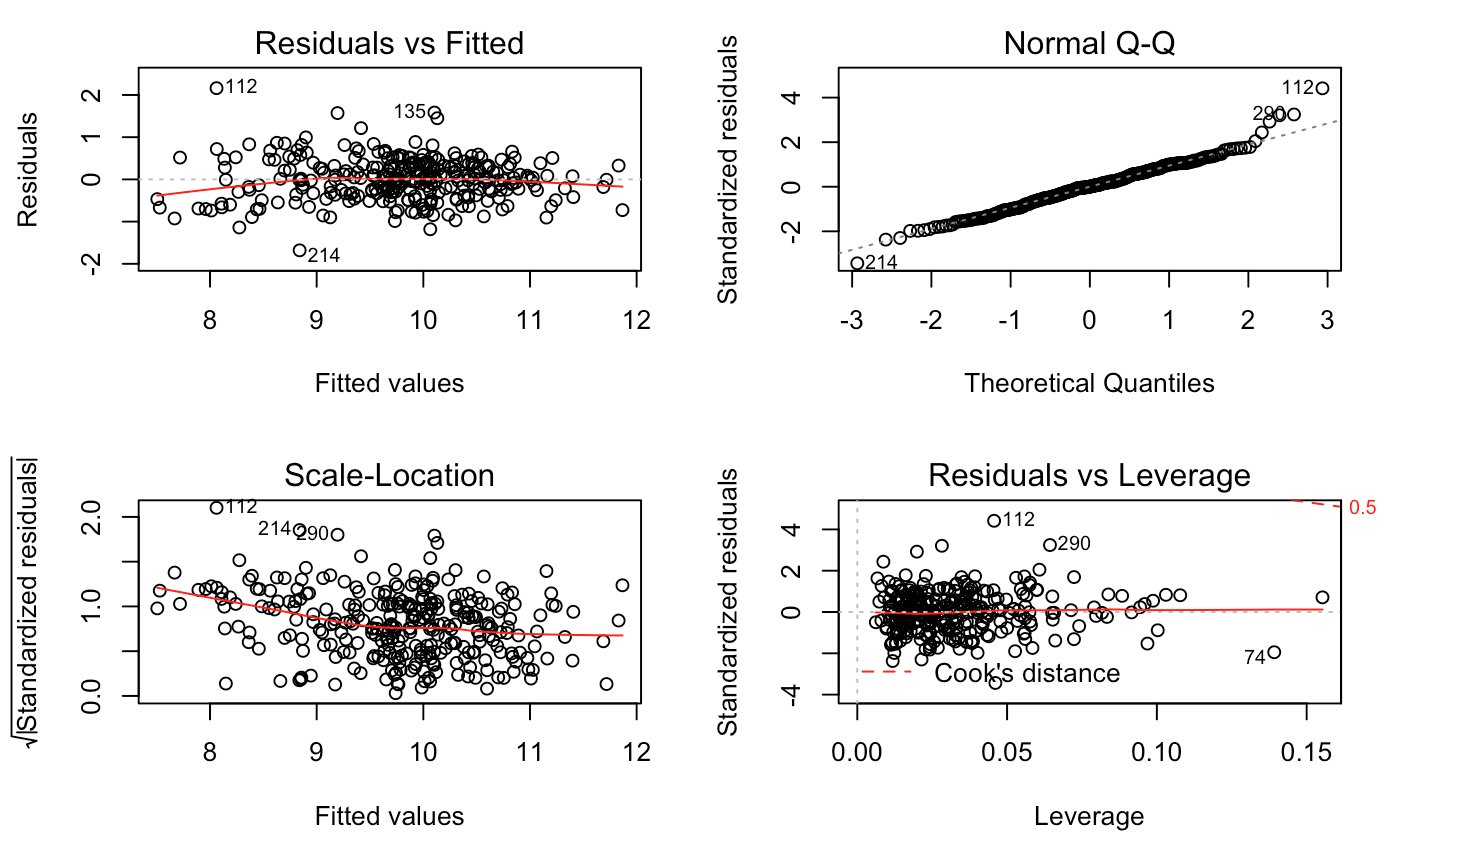 Residuals vs Fitted
Residuals
2
1
0
-2
112
135
214
8 9 10 11 12
Fitted values
Normal Q-Q
Standardized residuals
4
2
0
-2
112
290
214
-3 -2 -1 0 1 2 3
Theoretical Quantiles
Scale-Location
√|Standardized residuals|
2.0
1.0
0.0
112
214
290
8 9 10 11 12
Fitted values
Residuals vs Leverage
Standardized residuals
4
2
0
-4
0.5
112
290
74
Cook's distance
0.00 0.05 0.10 0.15
Leverage